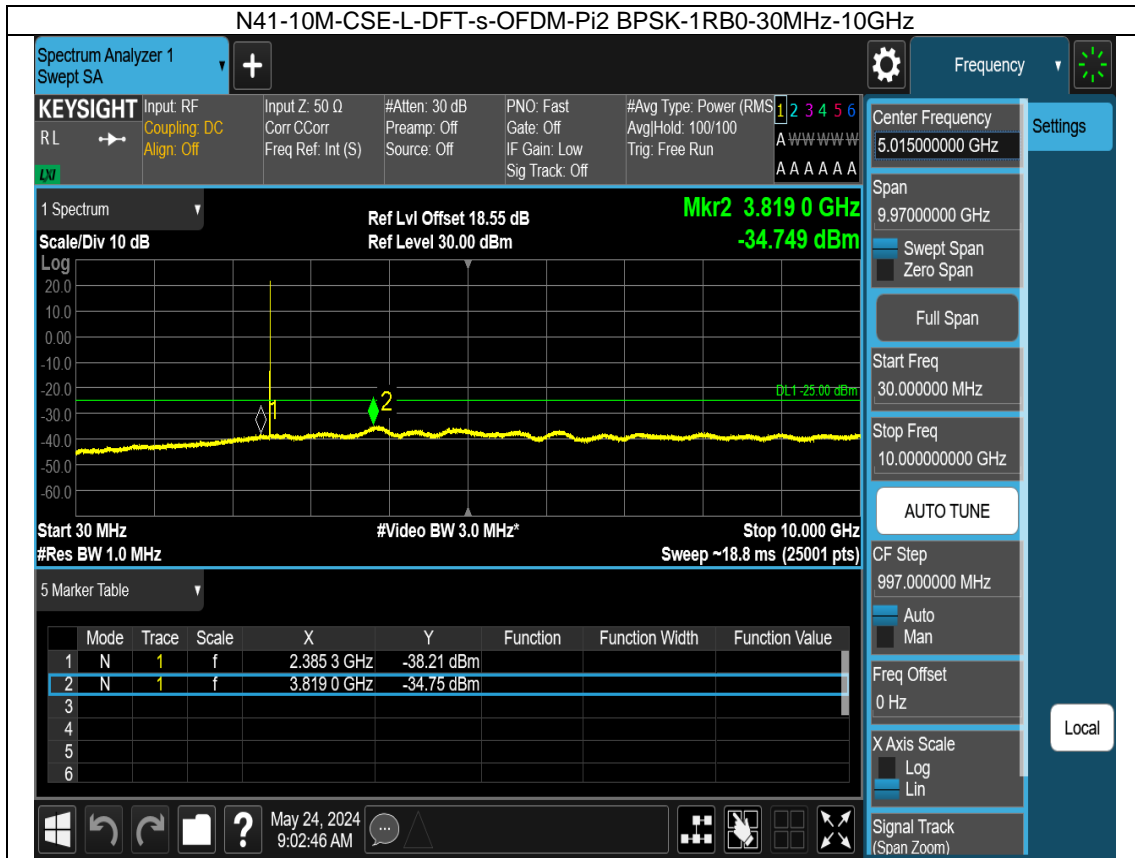 N41-10M-CSE-L-DFT-s-OFDM-Pi2 BPSK-1RB0-30MHz-10GHz
Spectrum Analyzer 1
Swept SA
Frequency
KEYSIGHT
R L
LXI
Input: RF
Coupling: DC
Align: Off
Input Z: 50 Ω
Corr CCorr
Freq Ref: Int (S)
#Atten: 30 dB
Preamp: Off
Source: Off
PNO: Fast
Gate: Off
IF Gain: Low
Sig Track: Off
#Avg Type: Power (RMS
Avg|Hold: 100/100
Trig: Free Run
1 2 3 4 5 6
A W W W W W
A A A A A A
1 Spectrum
Scale/Div 10 dB
Ref Lvl Offset 18.55 dB
Ref Level 30.00 dBm
Mkr2 3.819 0 GHz
-34.749 dBm
Log
20.0
10.0
0.00
-10.0
-20.0
-30.0
-40.0
-50.0
-60.0
DL1 -25.00 dBm
1
2
Start 30 MHz
#Video BW 3.0 MHz*
Stop 10.000 GHz
#Res BW 1.0 MHz
Sweep ~18.8 ms (25001 pts)
5 Marker Table
Mode Trace Scale X Y Function Function Width Function Value
1 N 1 f 2.385 3 GHz -38.21 dBm
2 N 1 f 3.819 0 GHz -34.75 dBm
3
4
5
6
?
May 24, 2024
9:02:46 AM
Center Frequency
5.015000000 GHz
Settings
Span
9.97000000 GHz
Swept Span
Zero Span
Full Span
Start Freq
30.000000 MHz
Stop Freq
10.000000000 GHz
AUTO TUNE
CF Step
997.000000 MHz
Auto
Man
Freq Offset
0 Hz
Local
X Axis Scale
Log
Lin
Signal Track
(Span Zoom)